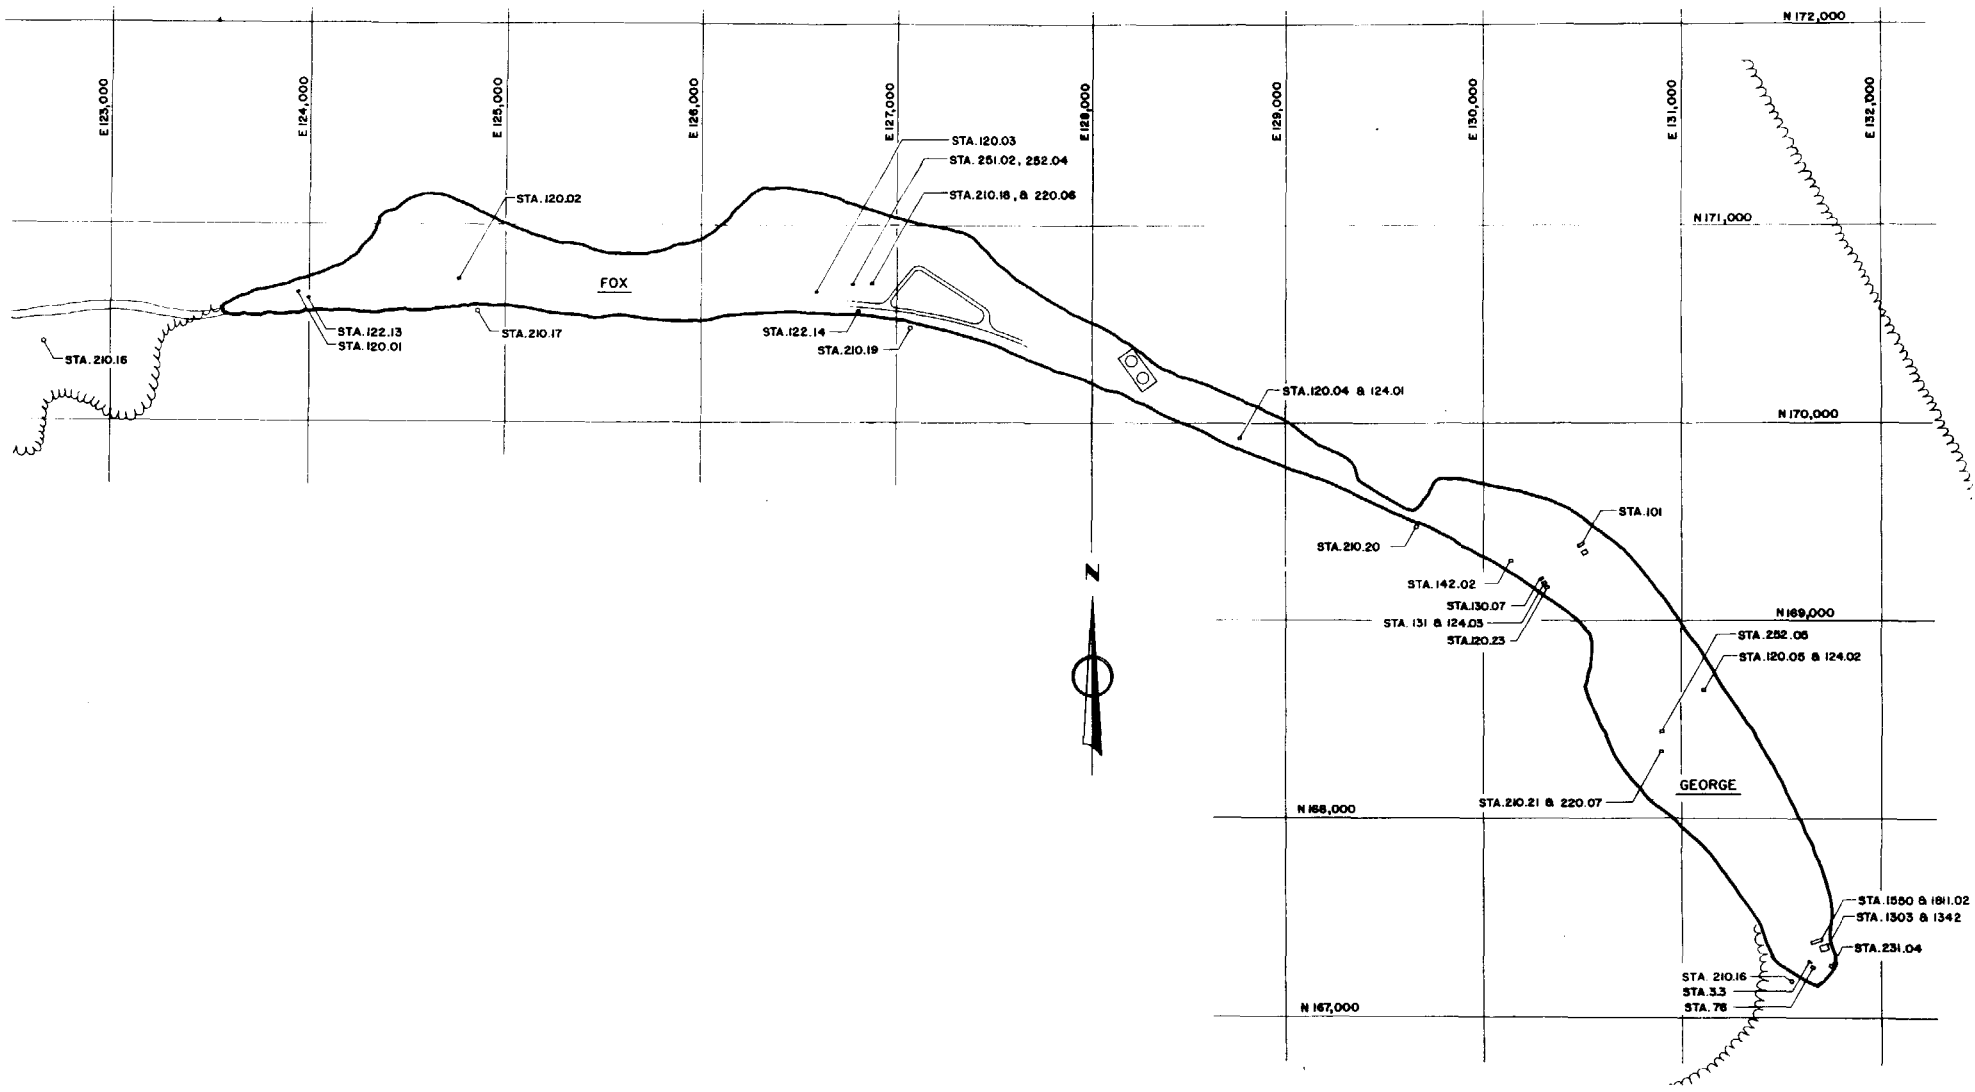 N 172,000
E 123,000
E 124,000
E 125,000
E 126,000
E 127,000
E 128,000
E 129,000
E 130,000
E 131,000
E 132,000
STA.120.03
STA. 251.02, 252.04
STA.210.18, & 220.06
STA.120.02
N 171,000
FOX
STA.122.13
STA.120.01
STA.210.17
STA.122.14
STA.210.19
STA.210.16
STA.120.04 & 124.01
N 170,000
STA.101
STA.210.20
STA.142.02
STA.130.07
STA. 131 & 124.03
STA.120.23
N 169,000
STA.252.05
STA.120.05 & 124.02
N
GEORGE
STA.210.21 & 220.07
N 168,000
STA.1550 & 1811.02
STA.1303 & 1342
STA.231.04
STA. 210.16
STA.3.3
STA.76
N 167,000